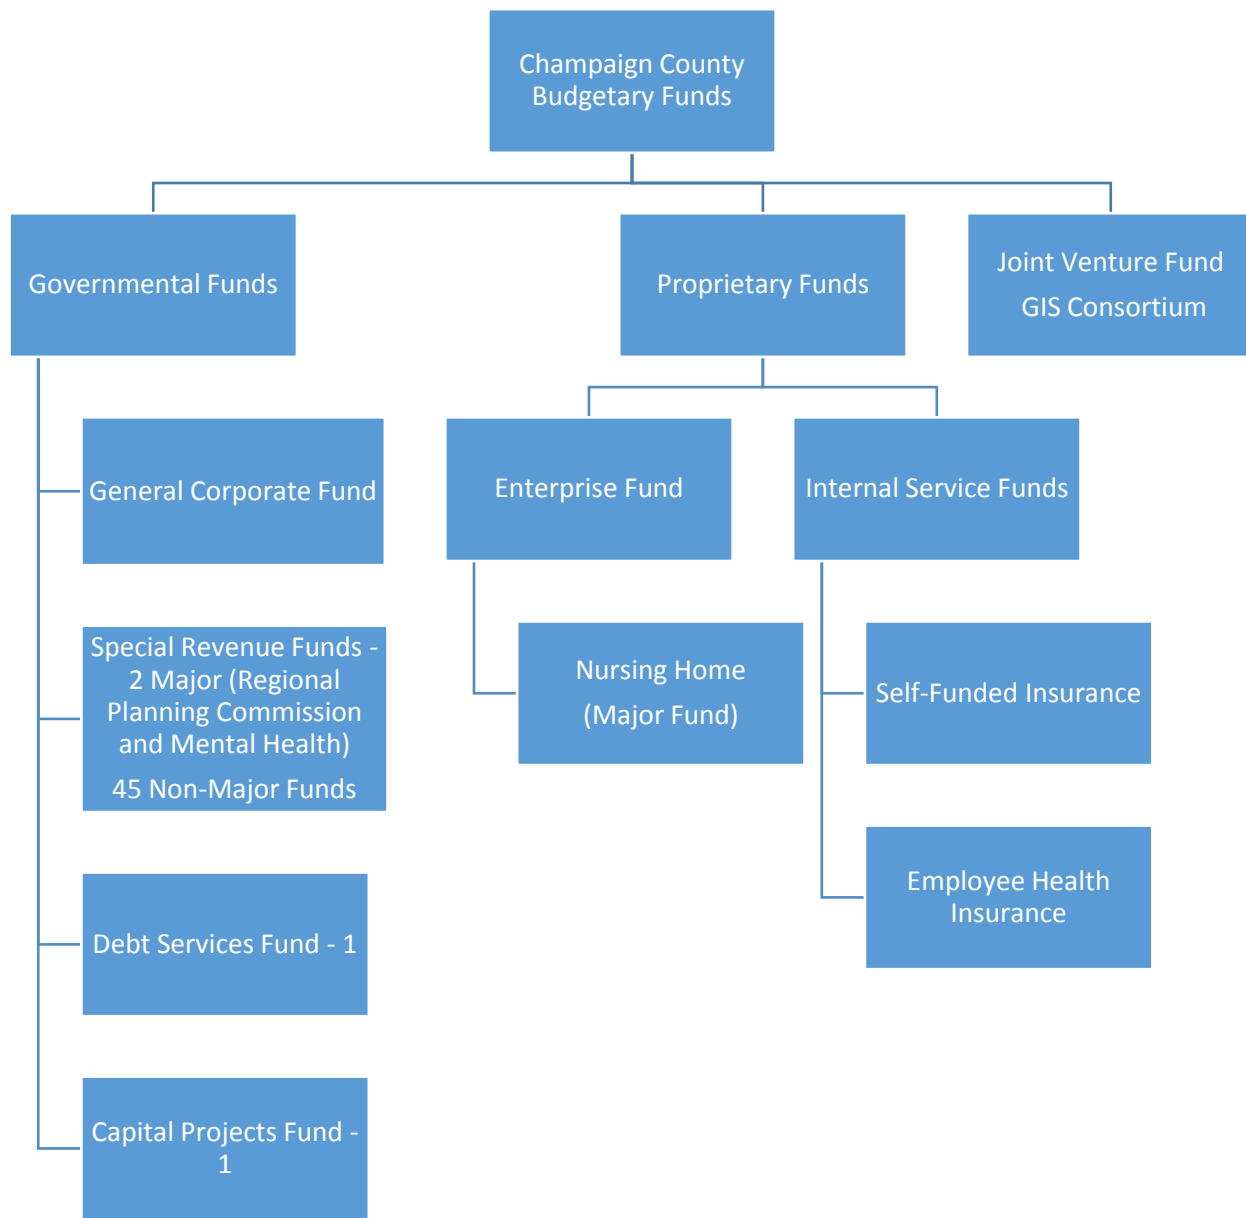 Champaign County
Budgetary Funds
Governmental Funds
Proprietary Funds
Joint Venture Fund
GIS Consortium
General Corporate Fund
Enterprise Fund
Internal Service Funds
Special Revenue Funds -
2 Major (Regional
Planning Commission
and Mental Health)
45 Non-Major Funds
Nursing Home
(Major Fund)
Self-Funded Insurance
Debt Services Fund - 1
Employee Health
Insurance
Capital Projects Fund -
1